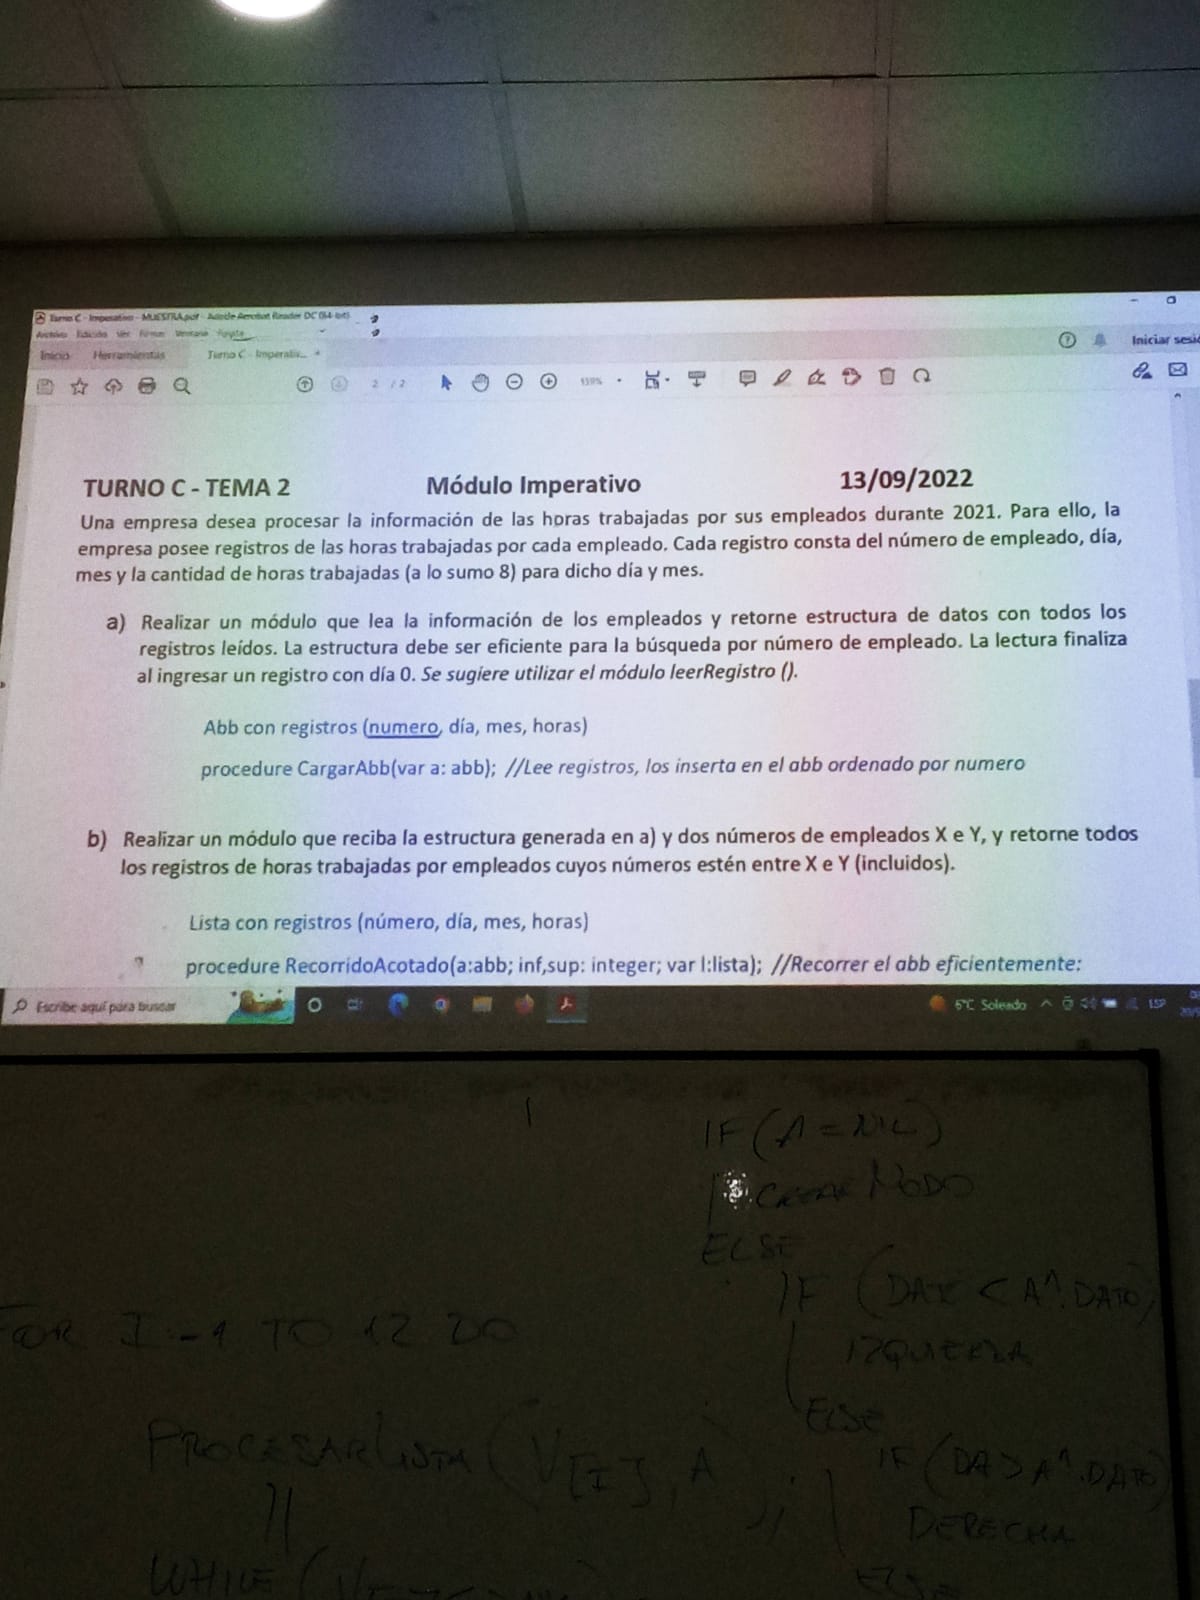 Turno C - Imperativo - MUESTRA.pdf - Adobe Acrobat Reader DC (64-bit)
Archivo Edición Ver Firmar Ventana Ayuda
Inicio Herramientas Turno C - Imperativ... Iniciar sesi
2 / 2 139%
TURNO C - TEMA 2 Módulo Imperativo 13/09/2022
Una empresa desea procesar la información de las horas trabajadas por sus empleados durante 2021. Para ello, la
empresa posee registros de las horas trabajadas por cada empleado. Cada registro consta del número de empleado, día,
mes y la cantidad de horas trabajadas (a lo sumo 8) para dicho día y mes.
a) Realizar un módulo que lea la información de los empleados y retorne estructura de datos con todos los
registros leídos. La estructura debe ser eficiente para la búsqueda por número de empleado. La lectura finaliza
al ingresar un registro con día 0. Se sugiere utilizar el módulo leerRegistro ().
Abb con registros (numero, día, mes, horas)
procedure CargarAbb(var a: abb); //Lee registros, los inserta en el abb ordenado por numero
b) Realizar un módulo que reciba la estructura generada en a) y dos números de empleados X e Y, y retorne todos
los registros de horas trabajadas por empleados cuyos números estén entre X e Y (incluidos).
Lista con registros (número, día, mes, horas)
procedure RecorridoAcotado(a:abb; inf,sup: integer; var l:lista); //Recorrer el abb eficientemente:
Escribe aquí para buscar 6°C Soleado ESP
IF (A = NIL)
CREAR NODO
ELSE
IF (DAT < A^.DATO)
IZQUIERDA
FOR I:=1 TO 12 DO
ELSE
PROCESARLISTA (V[I], A);
IF (DA > A^.DATO)
DERECHA
WHILE (
ELSE